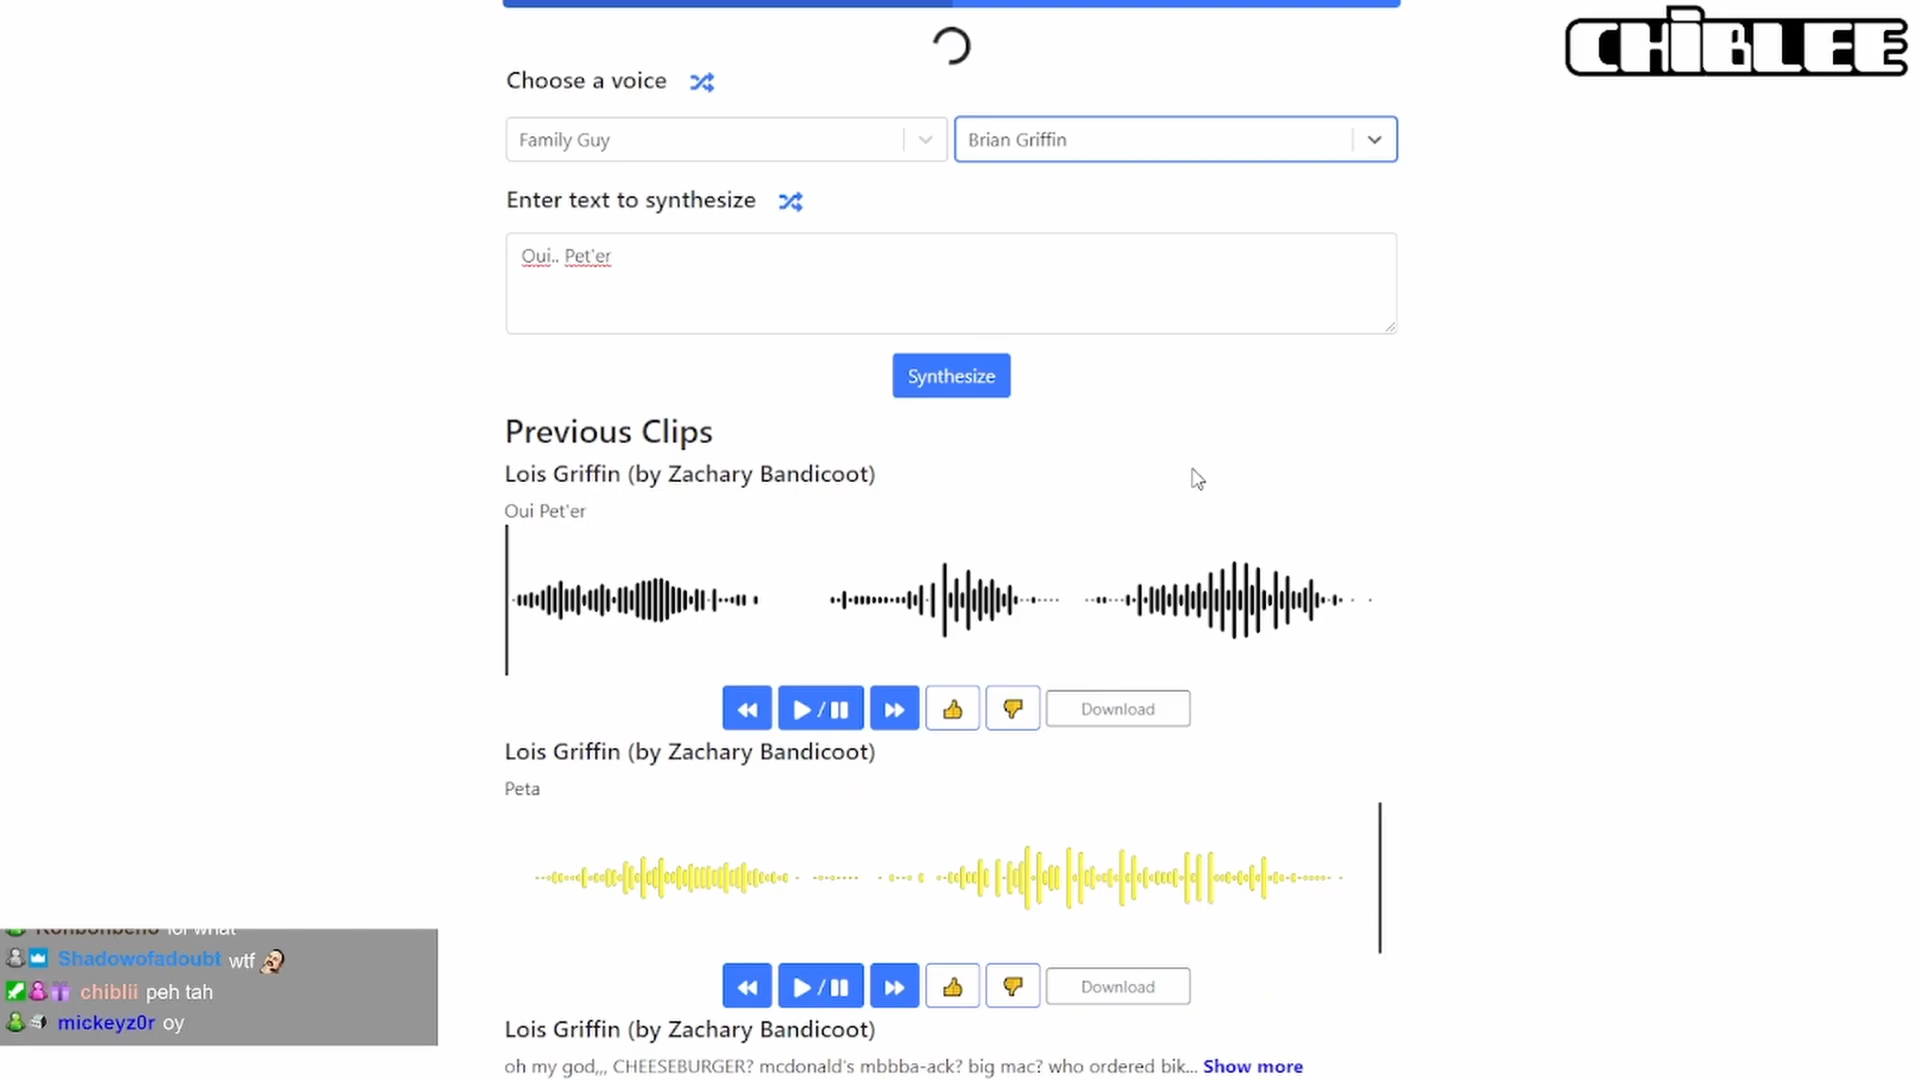 CHiBLEE
Choose a voice
Family Guy
Brian Griffin
Enter text to synthesize
Oui.. Pet'er
Synthesize
Previous Clips
Lois Griffin (by Zachary Bandicoot)
Oui Pet'er
/
Download
Lois Griffin (by Zachary Bandicoot)
Peta
/
Download
Lois Griffin (by Zachary Bandicoot)
oh my god,,, CHEESEBURGER? mcdonald's mbbba-ack? big mac? who ordered bik... Show more
lol what
Shadowofadoubt wtf
chiblii peh tah
mickeyz0r oy